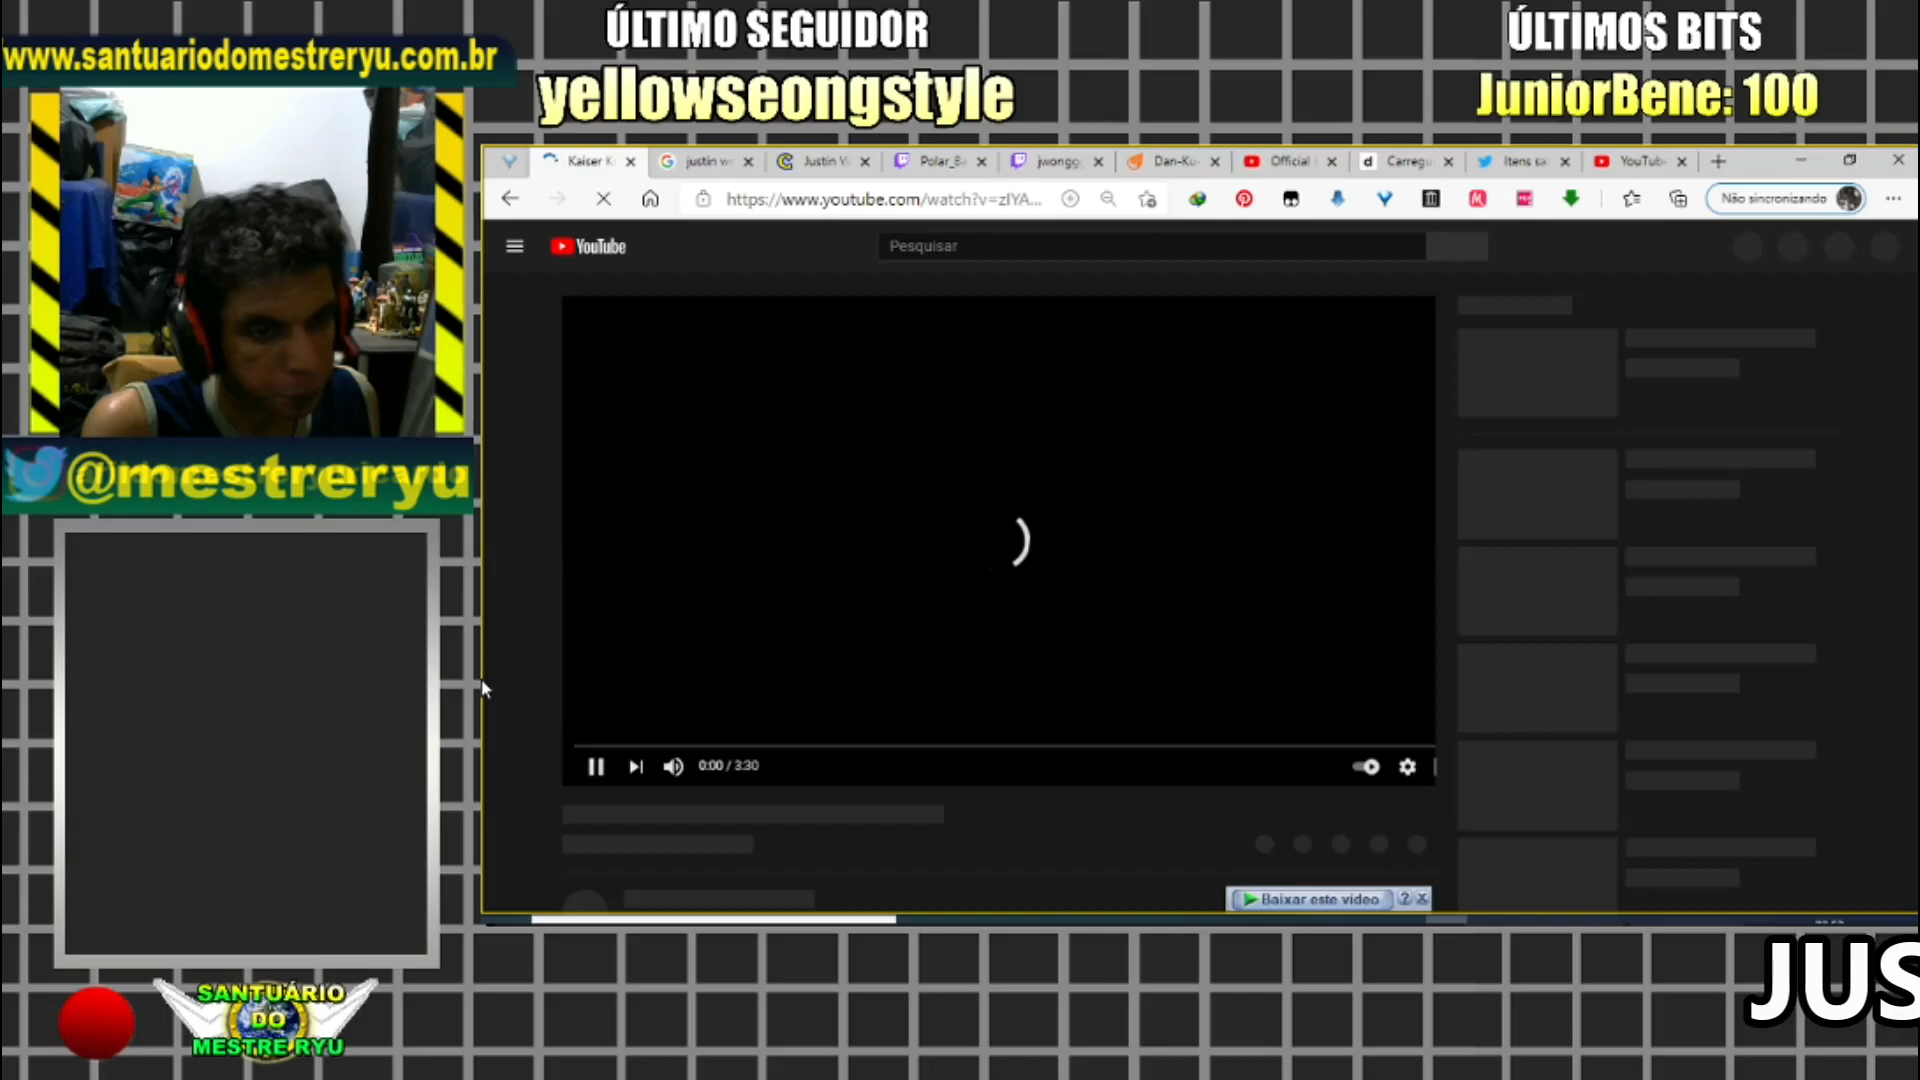 ÚLTIMO SEGUIDOR
yellowseongstyle
ÚLTIMOS BITS
JuniorBene: 100
www.santuariodomestreryu.com.br
Kaiser K
justin w
Justin V
Polar_B
jwongg
Dan-Ku
Official
Carregu
Itens sa
YouTub
https://www.youtube.com/watch?v=zIYA...
Não sincronizando
YouTube
Pesquisar
@mestreryu
0:00 / 3:30
Baixar este vídeo
SANTUÁRIO
DO
MESTRE RYU
JUS